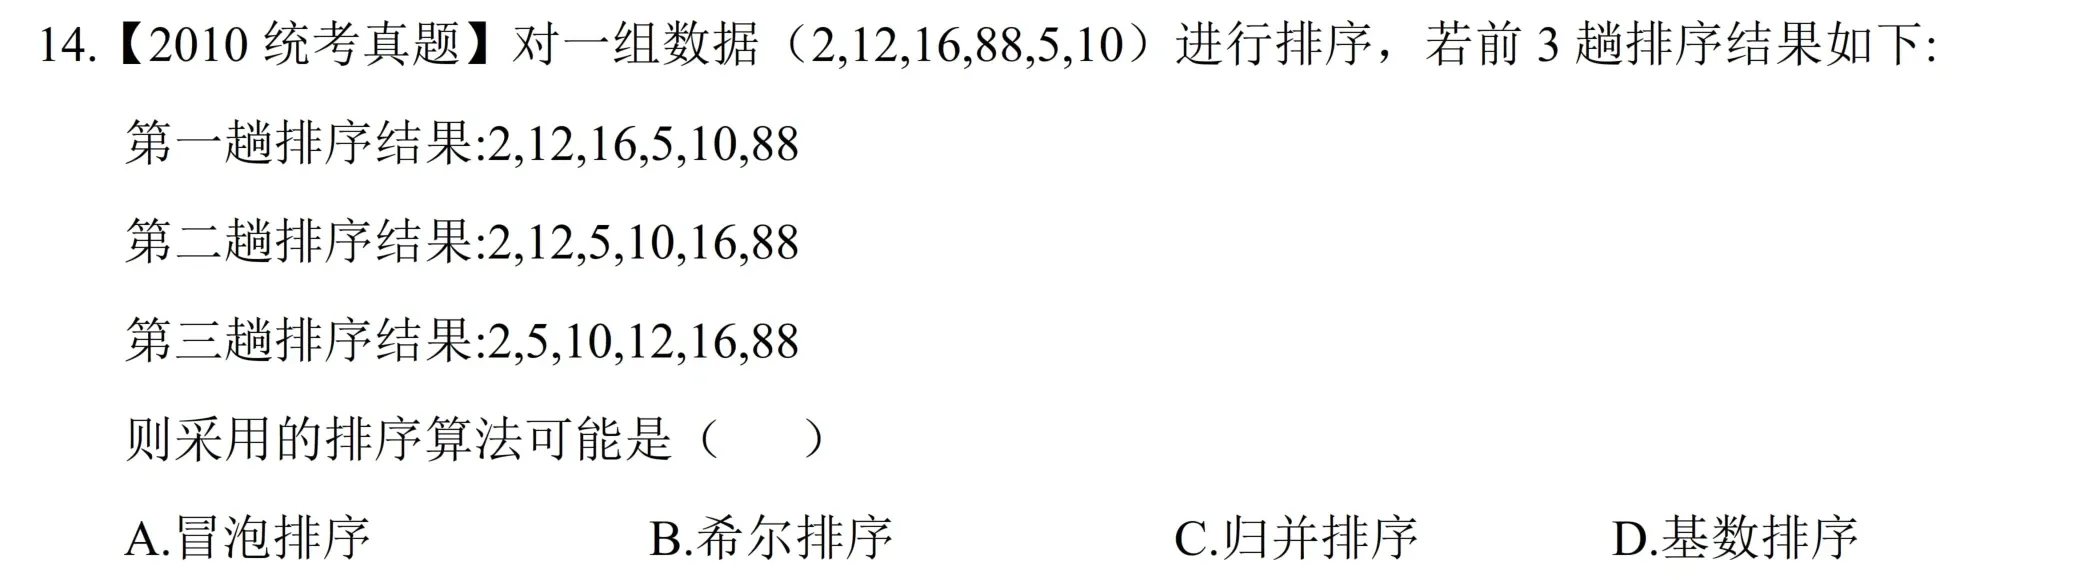 14.【2010 统考真题】对一组数据（2,12,16,88,5,10）进行排序，若前 3 趟排序结果如下:
第一趟排序结果:2,12,16,5,10,88
第二趟排序结果:2,12,5,10,16,88
第三趟排序结果:2,5,10,12,16,88
则采用的排序算法可能是（ ）
A.冒泡排序 B.希尔排序 C.归并排序 D.基数排序